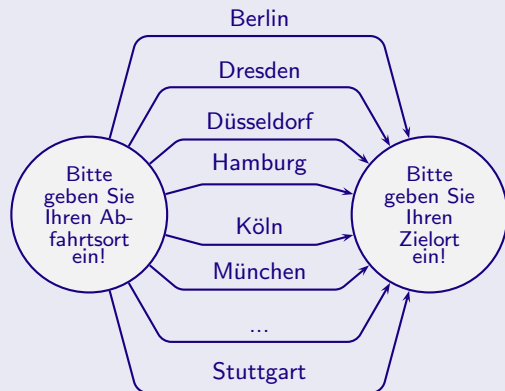 Berlin
Dresden
Düsseldorf
Hamburg
Köln
München
...
Stuttgart
Bitte
geben Sie
Ihren Ab-
fahrtsort
ein!
Bitte
geben Sie
Ihren
Zielort
ein!